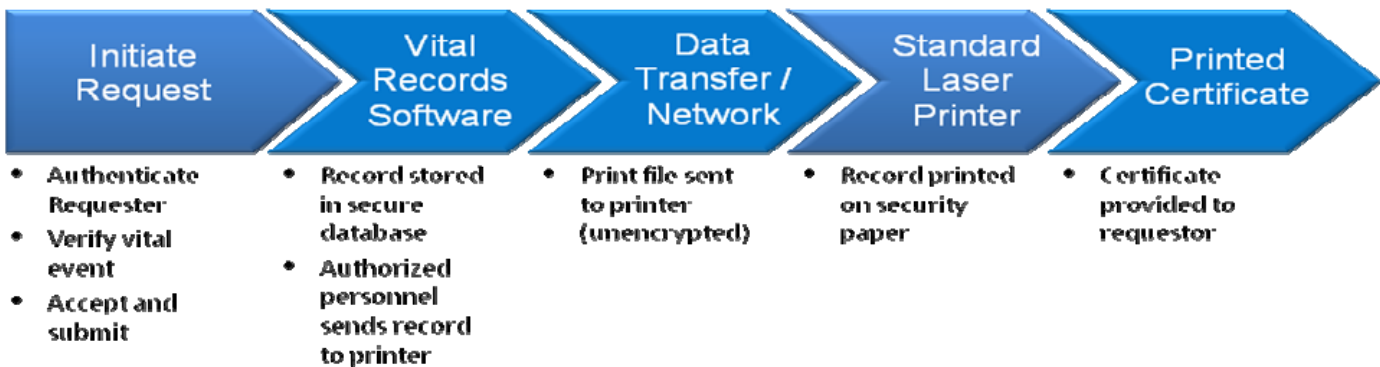 Initiate
Request
Vital
Records
Software
Data
Transfer /
Network
Standard
Laser
Printer
Printed
Certificate
• Authenticate
Requester
• Verify vital
event
• Accept and
submit
• Record stored
in secure
database
• Authorized
personnel
sends record
to printer
• Print file sent
to printer
(unencrypted)
• Record printed
on security
paper
• Certificate
provided to
requestor